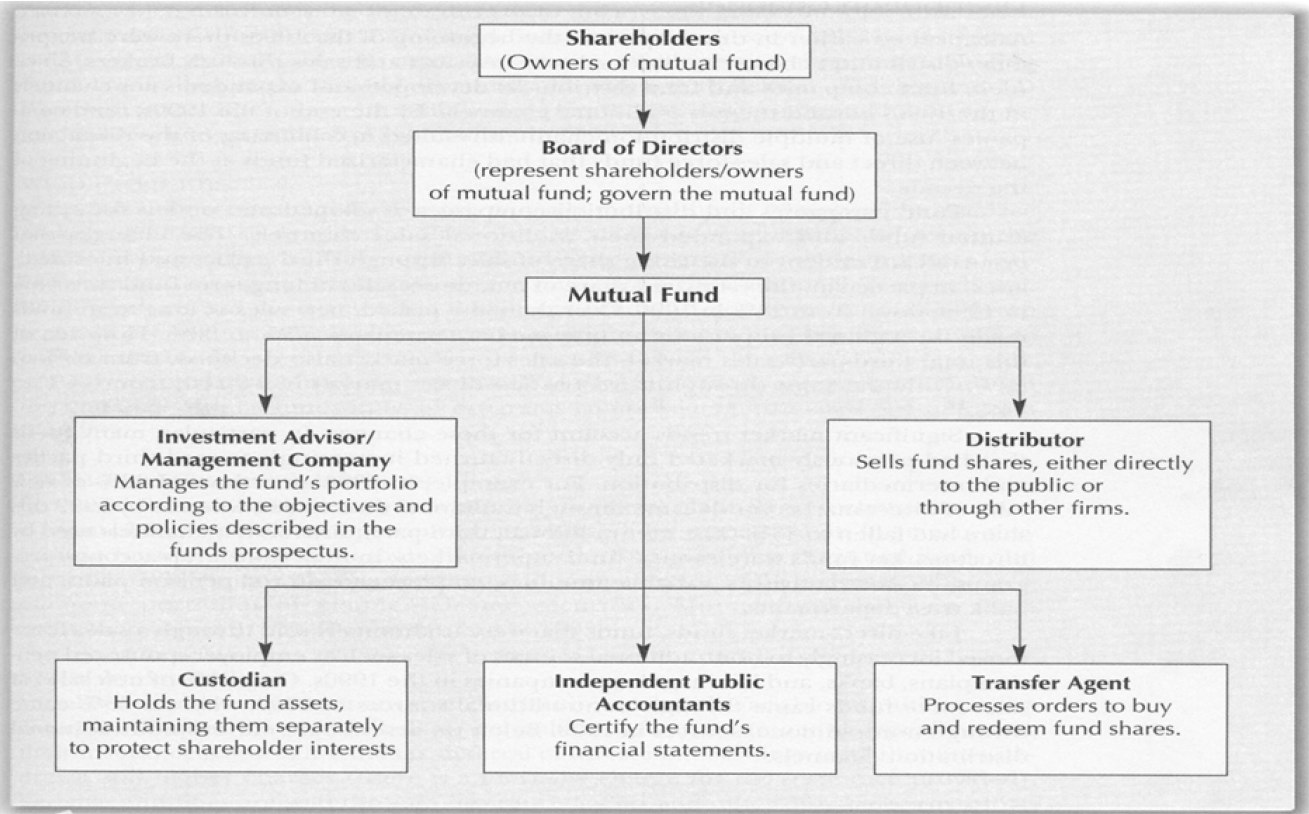 Shareholders
(Owners of mutual fund)
Board of Directors
(represent shareholders/owners
of mutual fund; govern the mutual fund)
Mutual Fund
Investment Advisor/
Management Company
Manages the fund's portfolio
according to the objectives and
policies described in the
funds prospectus.
Distributor
Sells fund shares, either directly
to the public or
through other firms.
Custodian
Holds the fund assets,
maintaining them separately
to protect shareholder interests
Independent Public
Accountants
Certify the fund's
financial statements.
Transfer Agent
Processes orders to buy
and redeem fund shares.